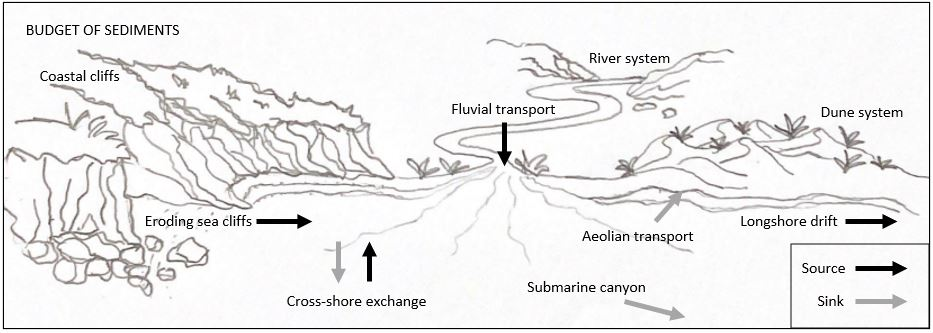 BUDGET OF SEDIMENTS
Coastal cliffs
River system
Fluvial transport
Dune system
Eroding sea cliffs
Longshore drift
Aeolian transport
Cross-shore exchange
Submarine canyon
Source
Sink